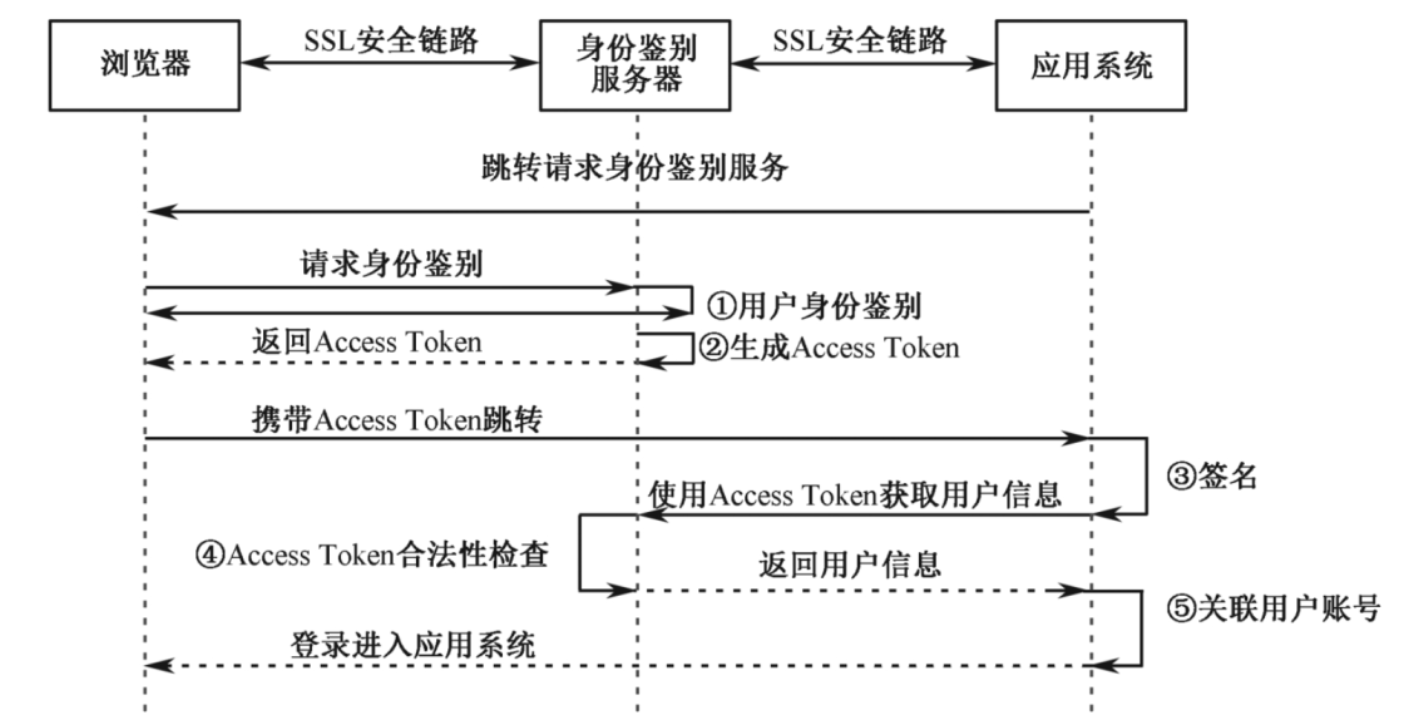 浏览器
SSL安全链路
身份鉴别
服务器
SSL安全链路
应用系统
跳转请求身份鉴别服务
请求身份鉴别
①用户身份鉴别
返回Access Token
②生成Access Token
携带Access Token跳转
③签名
使用Access Token获取用户信息
④Access Token合法性检查
返回用户信息
⑤关联用户账号
登录进入应用系统